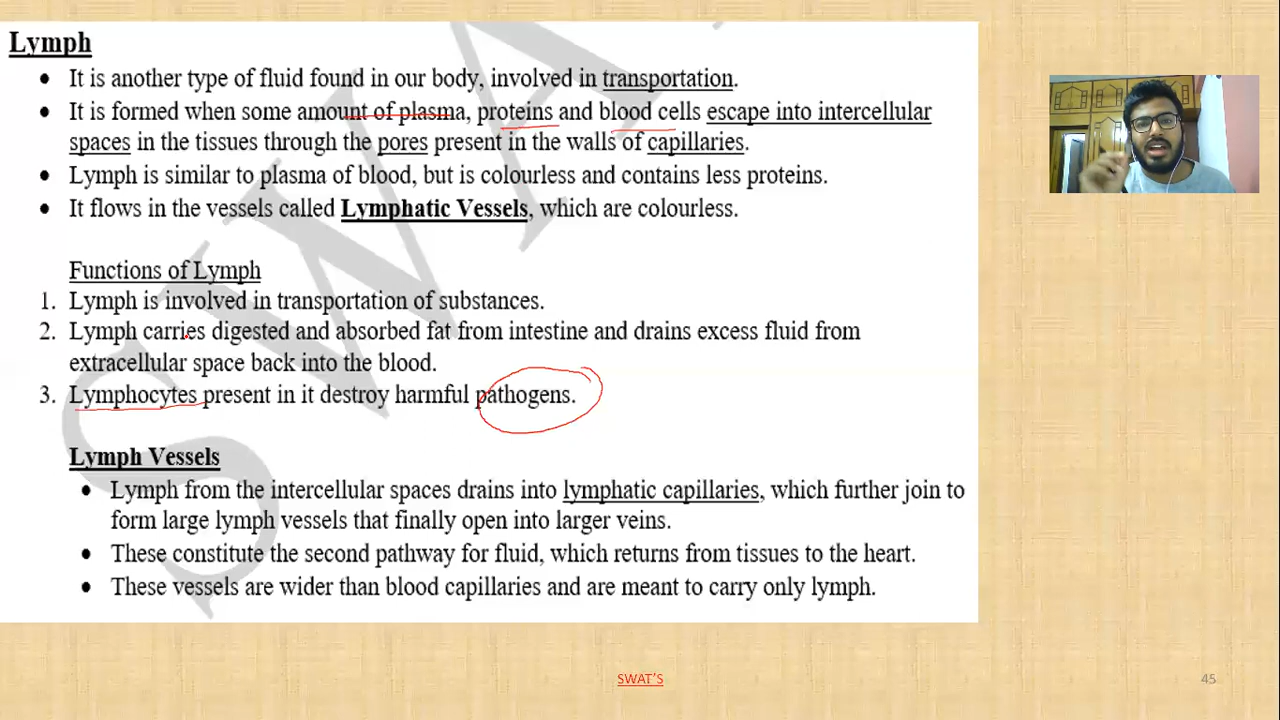 Lymph
• It is another type of fluid found in our body, involved in transportation.
• It is formed when some amount of plasma, proteins and blood cells escape into intercellular
spaces in the tissues through the pores present in the walls of capillaries.
• Lymph is similar to plasma of blood, but is colourless and contains less proteins.
• It flows in the vessels called Lymphatic Vessels, which are colourless.
Functions of Lymph
1. Lymph is involved in transportation of substances.
2. Lymph carries digested and absorbed fat from intestine and drains excess fluid from
extracellular space back into the blood.
3. Lymphocytes present in it destroy harmful pathogens.
Lymph Vessels
• Lymph from the intercellular spaces drains into lymphatic capillaries, which further join to
form large lymph vessels that finally open into larger veins.
• These constitute the second pathway for fluid, which returns from tissues to the heart.
• These vessels are wider than blood capillaries and are meant to carry only lymph.
SWAT'S
45